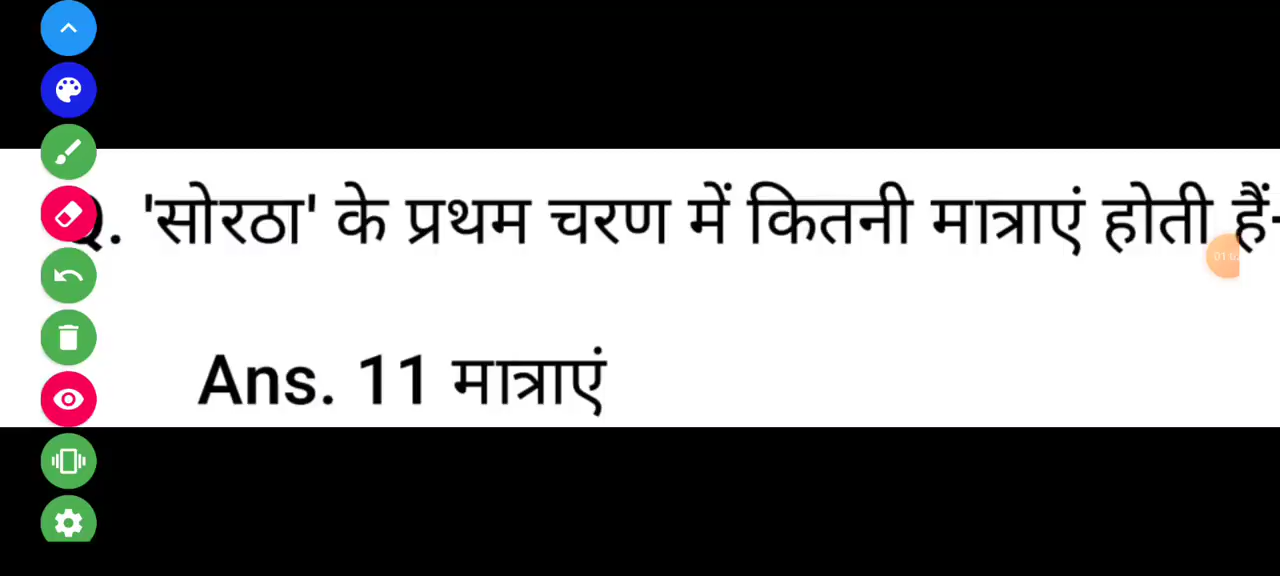 Q. 'सोरठा' के प्रथम चरण में कितनी मात्राएं होती हैं-
Ans. 11 मात्राएं